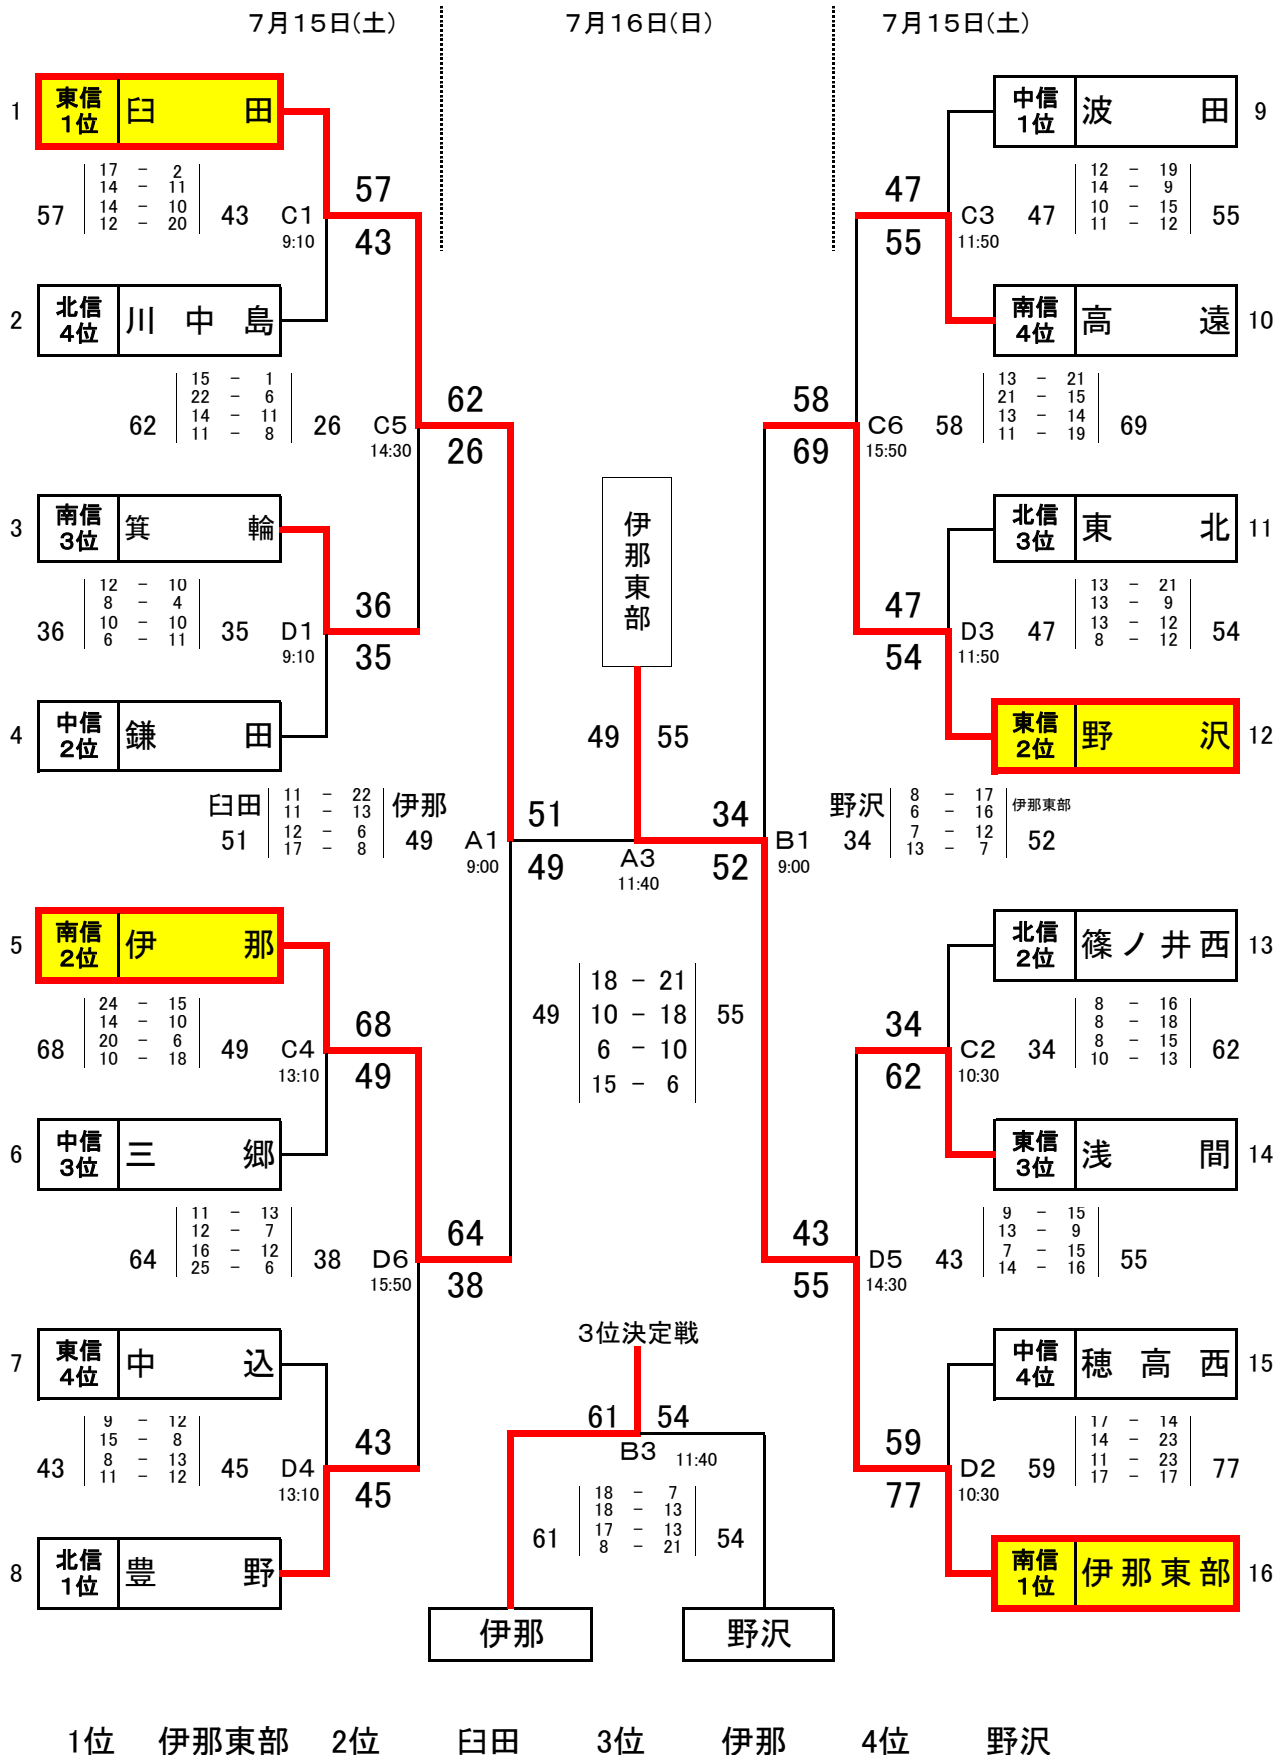 7月15日(土)
7月16日(日)
7月15日(土)
1 東信1位 臼田
17 － 2
14 － 11
14 － 10
12 － 20
57 43
C1
9:10
57
43
2 北信4位 川中島
15 － 1
22 － 6
14 － 11
11 － 8
62 26
C5
14:30
62
26
3 南信3位 箕輪
12 － 10
8 － 4
10 － 10
6 － 11
36 35
D1
9:10
36
35
4 中信2位 鎌田
臼田 伊那
11 － 22
11 － 13
12 － 6
17 － 8
51 49
A1
9:00
51
49
5 南信2位 伊那
24 － 15
14 － 10
20 － 6
10 － 18
68 49
C4
13:10
68
49
6 中信3位 三郷
11 － 13
12 － 7
16 － 12
25 － 6
64 38
D6
15:50
64
38
7 東信4位 中込
9 － 12
15 － 8
8 － 13
11 － 12
43 45
D4
13:10
43
45
8 北信1位 豊野
伊那東部
49 55
A3
11:40
18 － 21
10 － 18
6 － 10
15 － 6
49 55
3位決定戦
61 54
B3 11:40
18 － 7
18 － 13
17 － 13
8 － 21
61 54
伊那 野沢
中信1位 波田 9
12 － 19
14 － 9
10 － 15
11 － 12
47 55
C3
11:50
47
55
南信4位 高遠 10
13 － 21
21 － 15
13 － 14
11 － 19
58 69
C6
15:50
58
69
北信3位 東北 11
13 － 21
13 － 9
13 － 12
8 － 12
47 54
D3
11:50
47
54
東信2位 野沢 12
野沢 伊那東部
8 － 17
6 － 16
7 － 12
13 － 7
34 52
B1
9:00
34
52
北信2位 篠ノ井西 13
8 － 16
8 － 18
8 － 15
10 － 13
34 62
C2
10:30
34
62
東信3位 浅間 14
9 － 15
13 － 9
7 － 15
14 － 16
43 55
D5
14:30
43
55
中信4位 穂高西 15
17 － 14
14 － 23
11 － 23
17 － 17
59 77
D2
10:30
59
77
南信1位 伊那東部 16
1位 伊那東部 2位 臼田 3位 伊那 4位 野沢